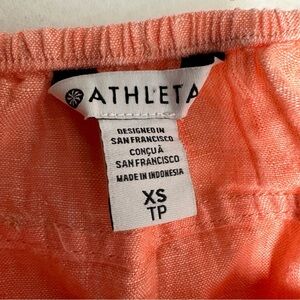 ATHLETA
DESIGNED IN
SAN FRANCISCO
CONÇU À
SAN FRANCISCO
MADE IN INDONESIA
XS
TP